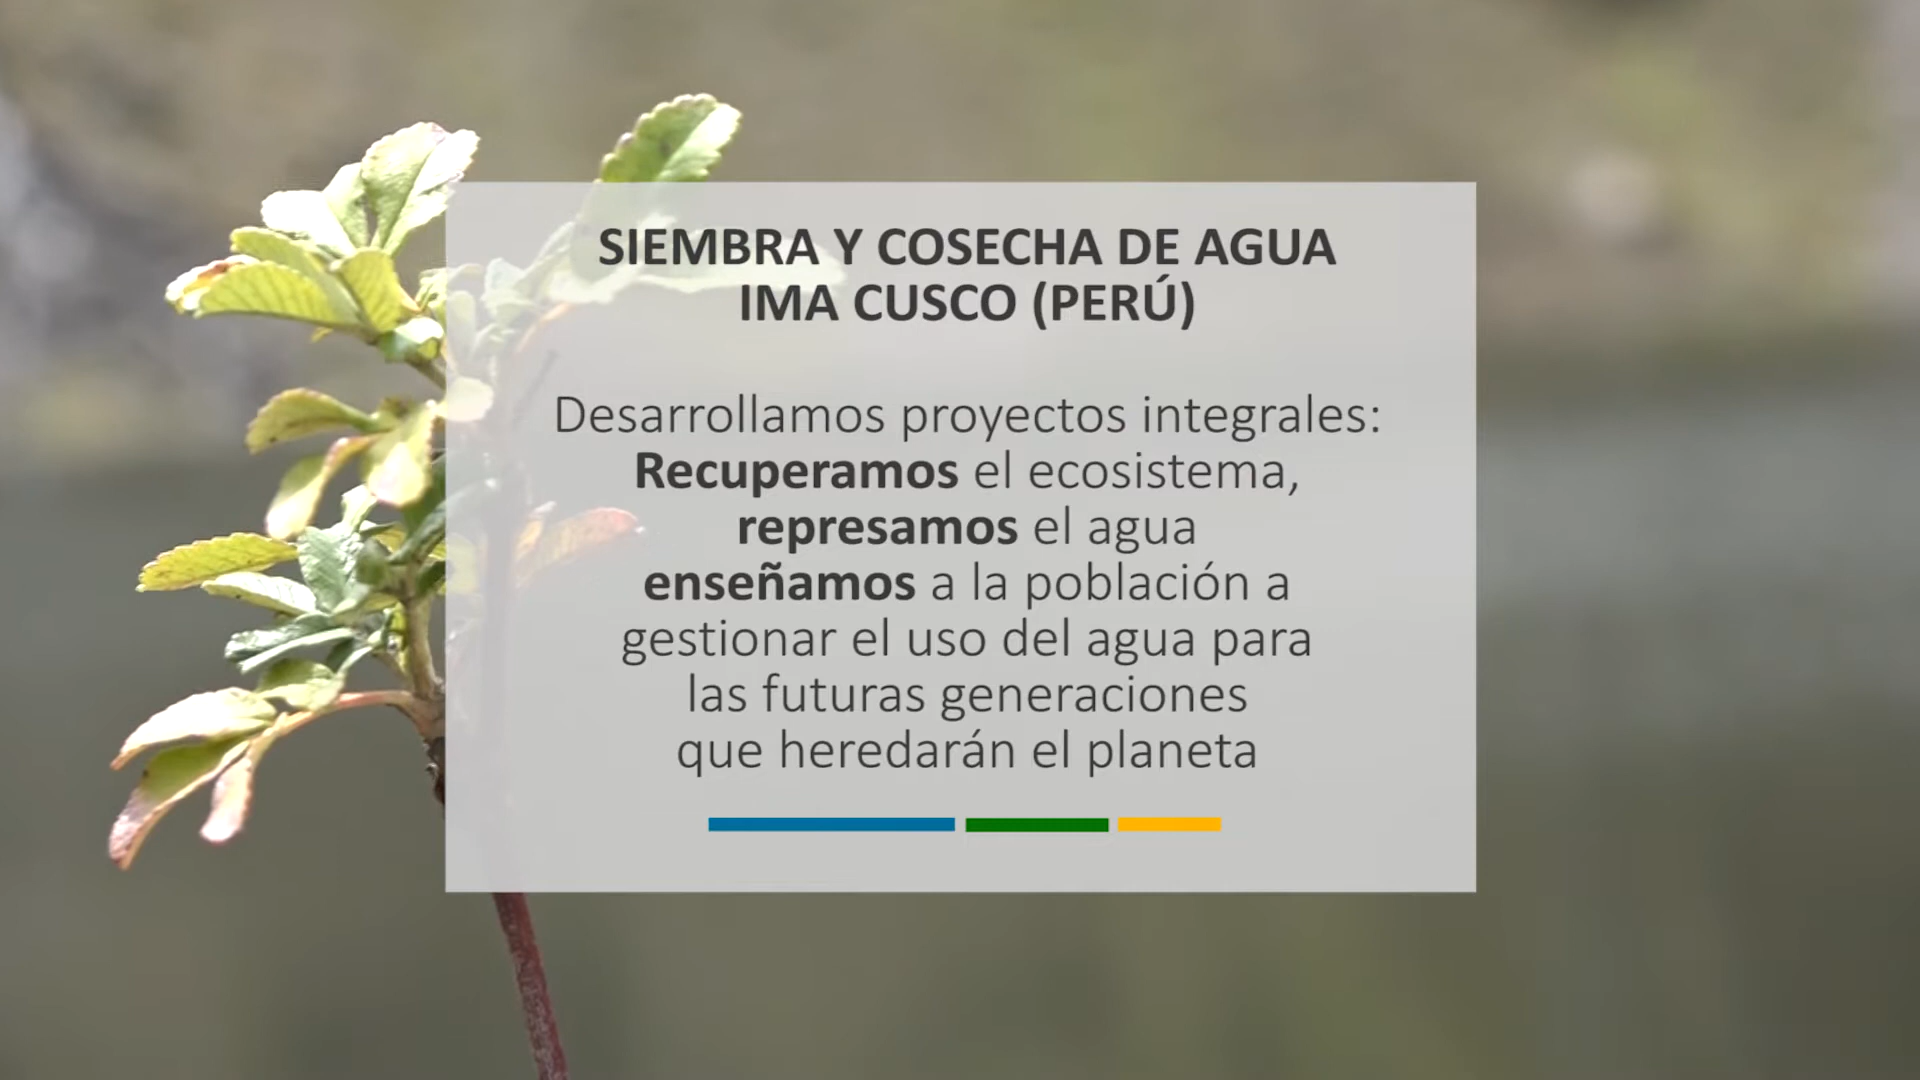 SIEMBRA Y COSECHA DE AGUA
IMA CUSCO (PERÚ)
Desarrollamos proyectos integrales:
Recuperamos el ecosistema,
represamos el agua
enseñamos a la población a
gestionar el uso del agua para
las futuras generaciones
que heredarán el planeta